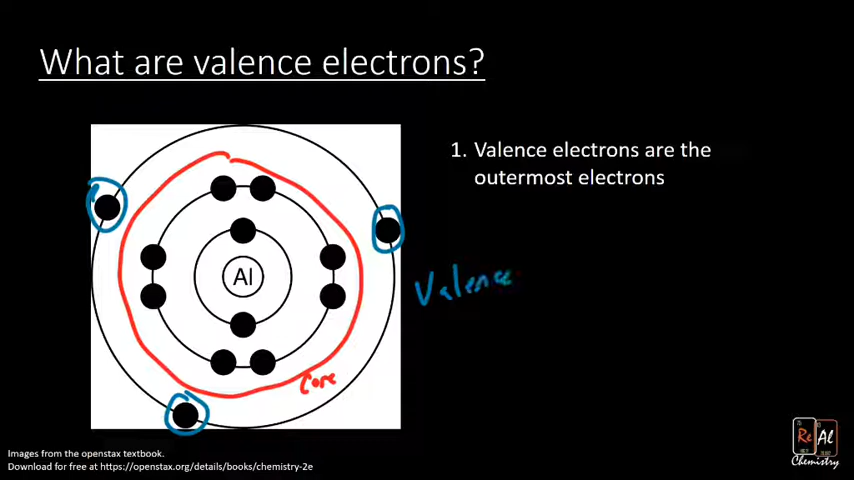 What are valence electrons?
1. Valence electrons are the
outermost electrons
Al
Valence
Core
Images from the openstax textbook.
Download for free at https://openstax.org/details/books/chemistry-2e
Re Al
Chemistry